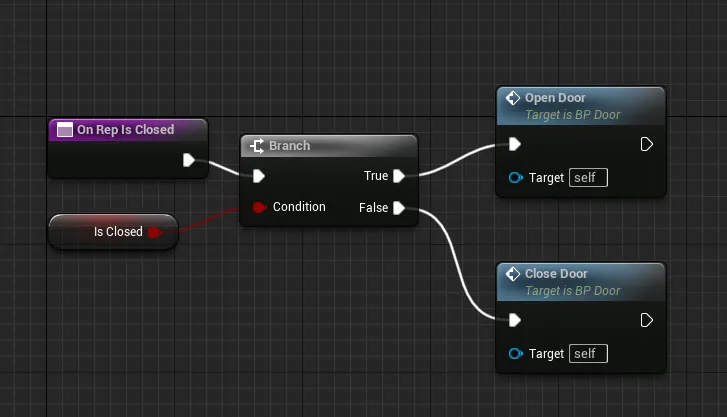 On Rep Is Closed
Is Closed
Branch
True
Condition
False
Open Door
Target is BP Door
Target self
Close Door
Target is BP Door
Target self